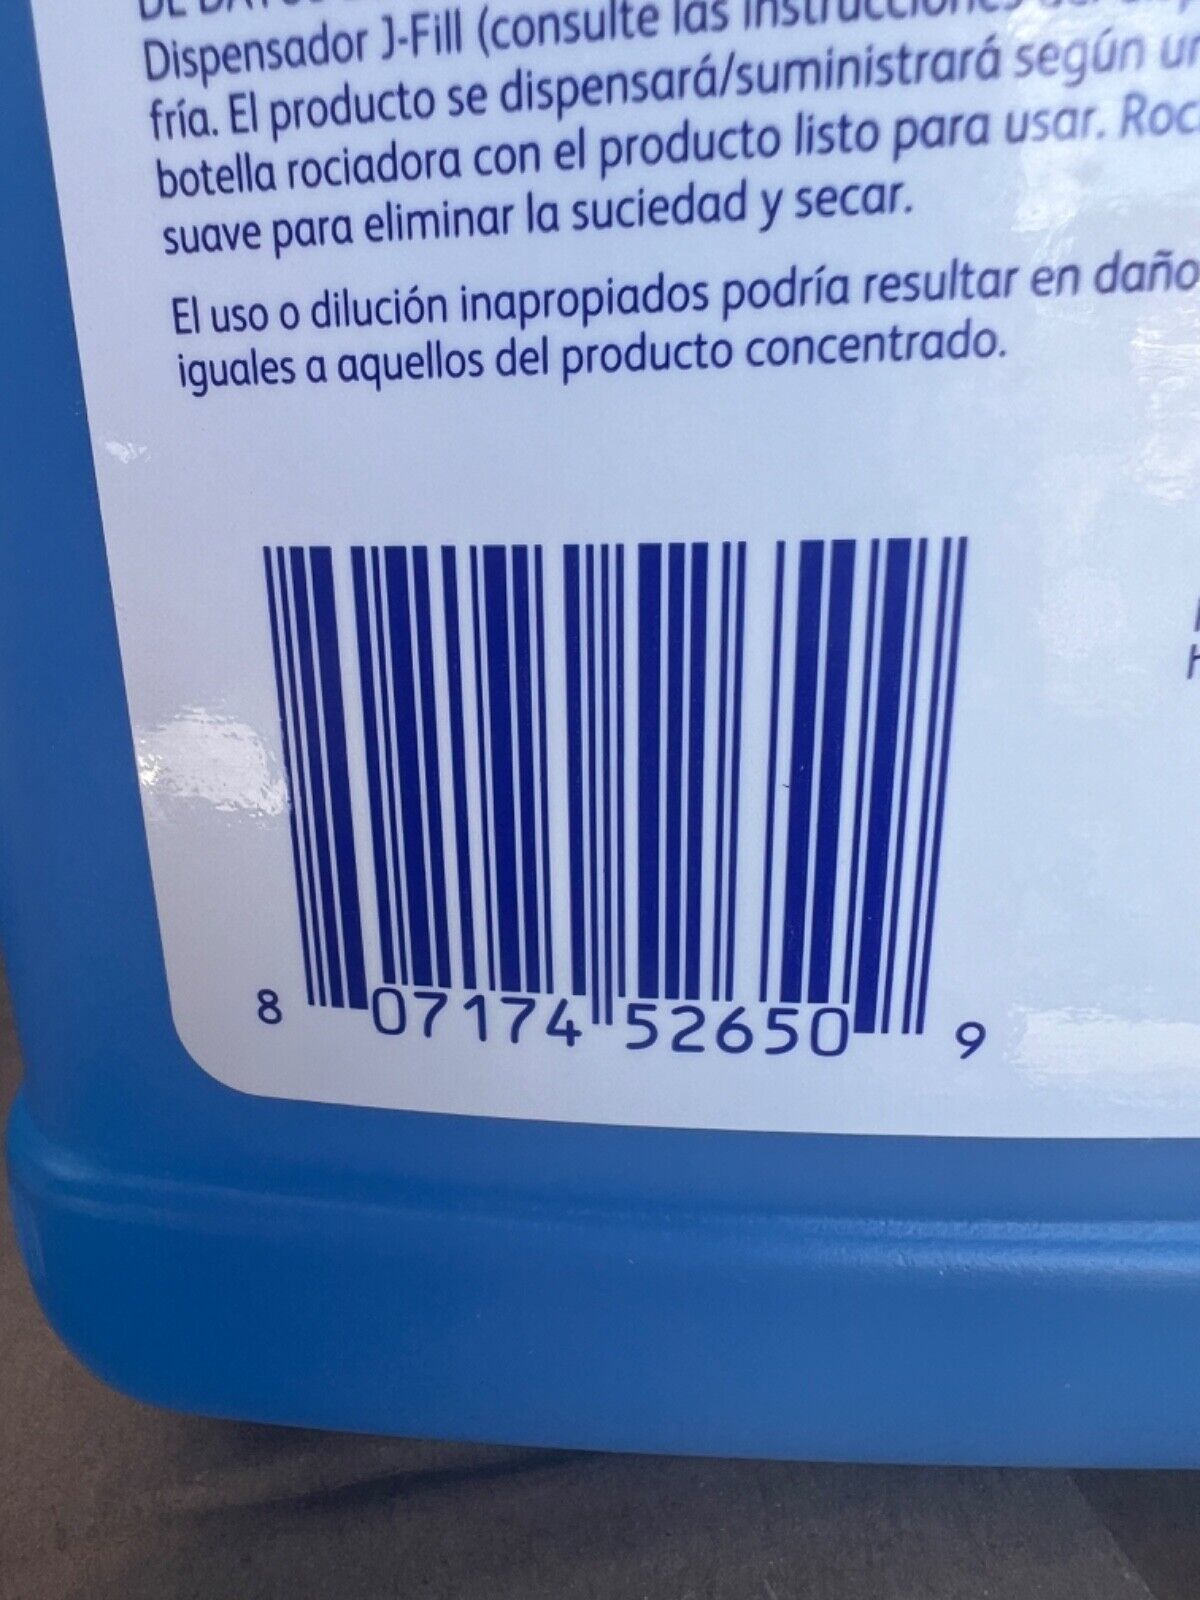 Dispensador J-Fill (consulte las instrucciones del
fría. El producto se dispensará/suministrará según
botella rociadora con el producto listo para usar.
suave para eliminar la suciedad y secar.
El uso o dilución inapropiados podría resultar en daño
iguales a aquellos del producto concentrado.
8 07174 52650 9